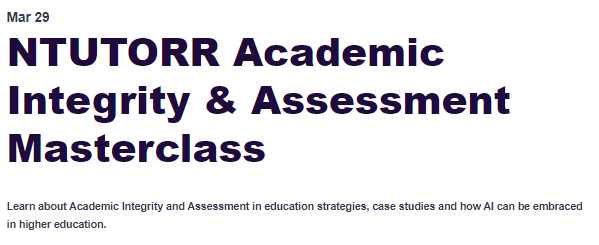 Mar 29
NTUTORR Academic
Integrity & Assessment
Masterclass
Learn about Academic Integrity and Assessment in education strategies, case studies and how AI can be embraced
in higher education.